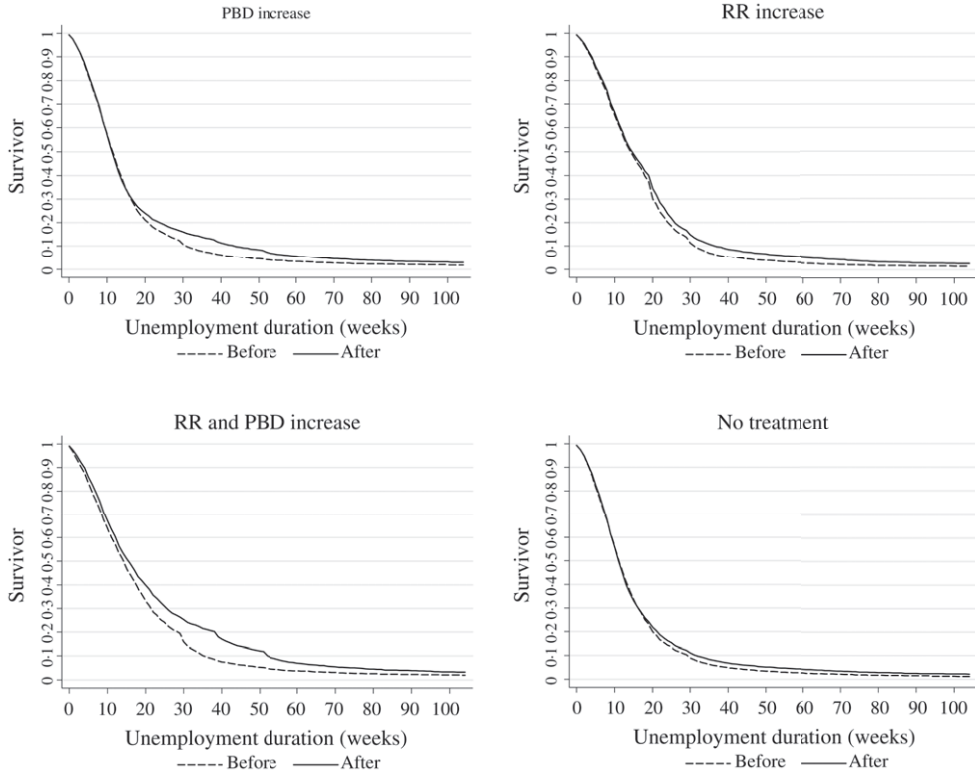 PBD increase
Survivor
1
0·9
0·8
0·7
0·6
0·5
0·4
0·3
0·2
0·1
0
0 10 20 30 40 50 60 70 80 90 100
Unemployment duration (weeks)
Before After
RR increase
Survivor
1
0·9
0·8
0·7
0·6
0·5
0·4
0·3
0·2
0·1
0
0 10 20 30 40 50 60 70 80 90 100
Unemployment duration (weeks)
Before After
RR and PBD increase
Survivor
1
0·9
0·8
0·7
0·6
0·5
0·4
0·3
0·2
0·1
0
0 10 20 30 40 50 60 70 80 90 100
Unemployment duration (weeks)
Before After
No treatment
Survivor
1
0·9
0·8
0·7
0·6
0·5
0·4
0·3
0·2
0·1
0
0 10 20 30 40 50 60 70 80 90 100
Unemployment duration (weeks)
Before After